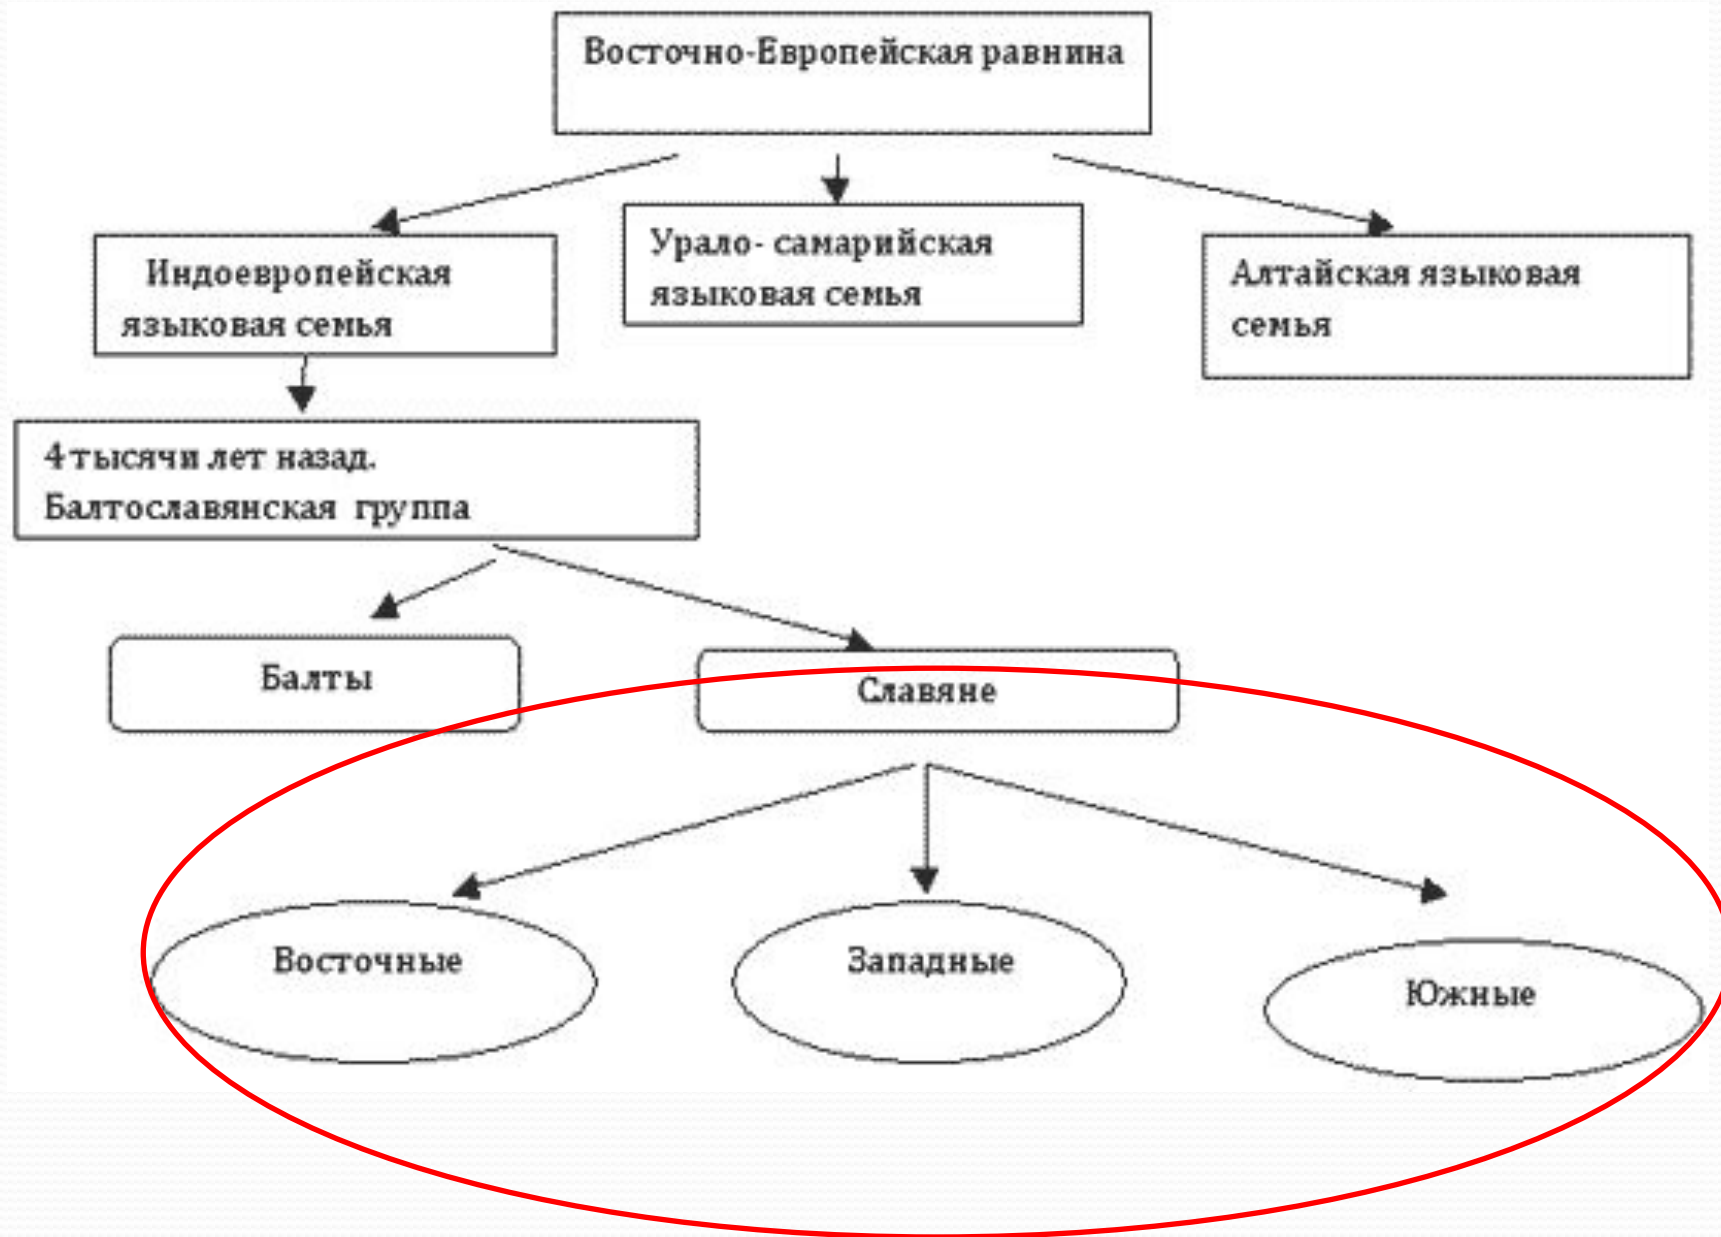 Восточно-Европейская равнина
Индоевропейская
языковая семья
Урало- самарийская
языковая семья
Алтайская языковая
семья
4 тысячи лет назад.
Балтославянская группа
Балты
Славяне
Восточные
Западные
Южные